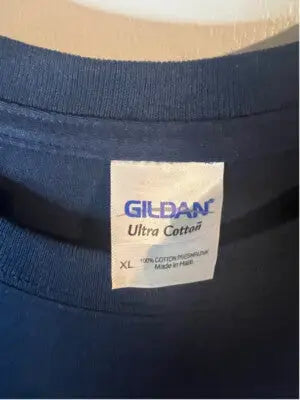 GILDAN®
Ultra Cotton
XL 100% COTTON PRESHRUNK
Made in Haiti